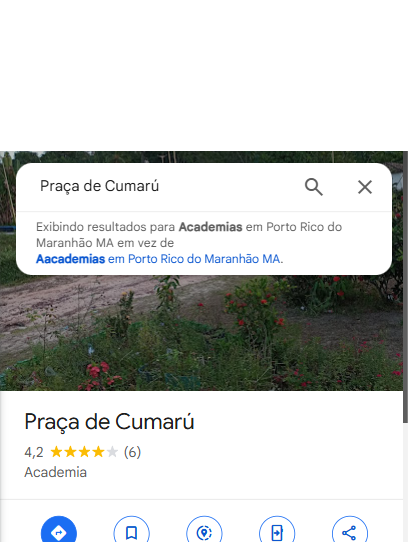 Praça de Cumarú
Exibindo resultados para Academias em Porto Rico do
Maranhão MA em vez de
Aacademias em Porto Rico do Maranhão MA.
Praça de Cumarú
4,2 (6)
Academia